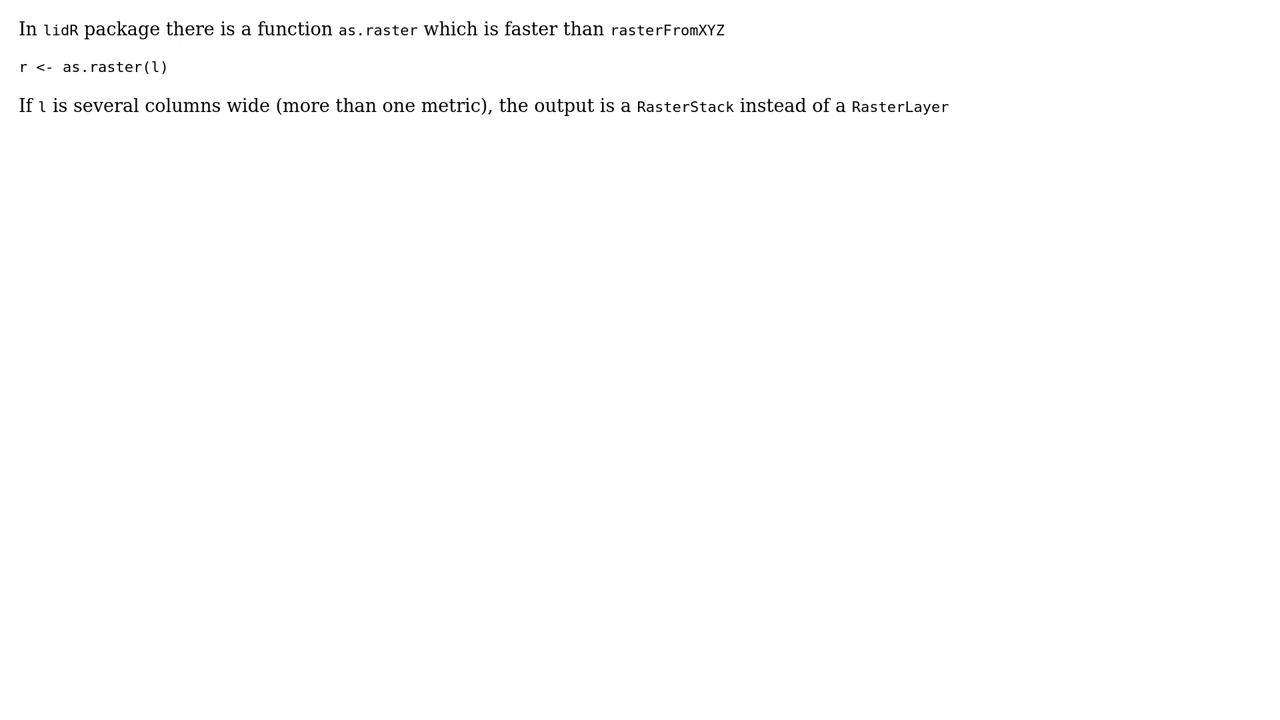 In lidR package there is a function as.raster which is faster than rasterFromXYZ
r <- as.raster(l)
If l is several columns wide (more than one metric), the output is a RasterStack instead of a RasterLayer